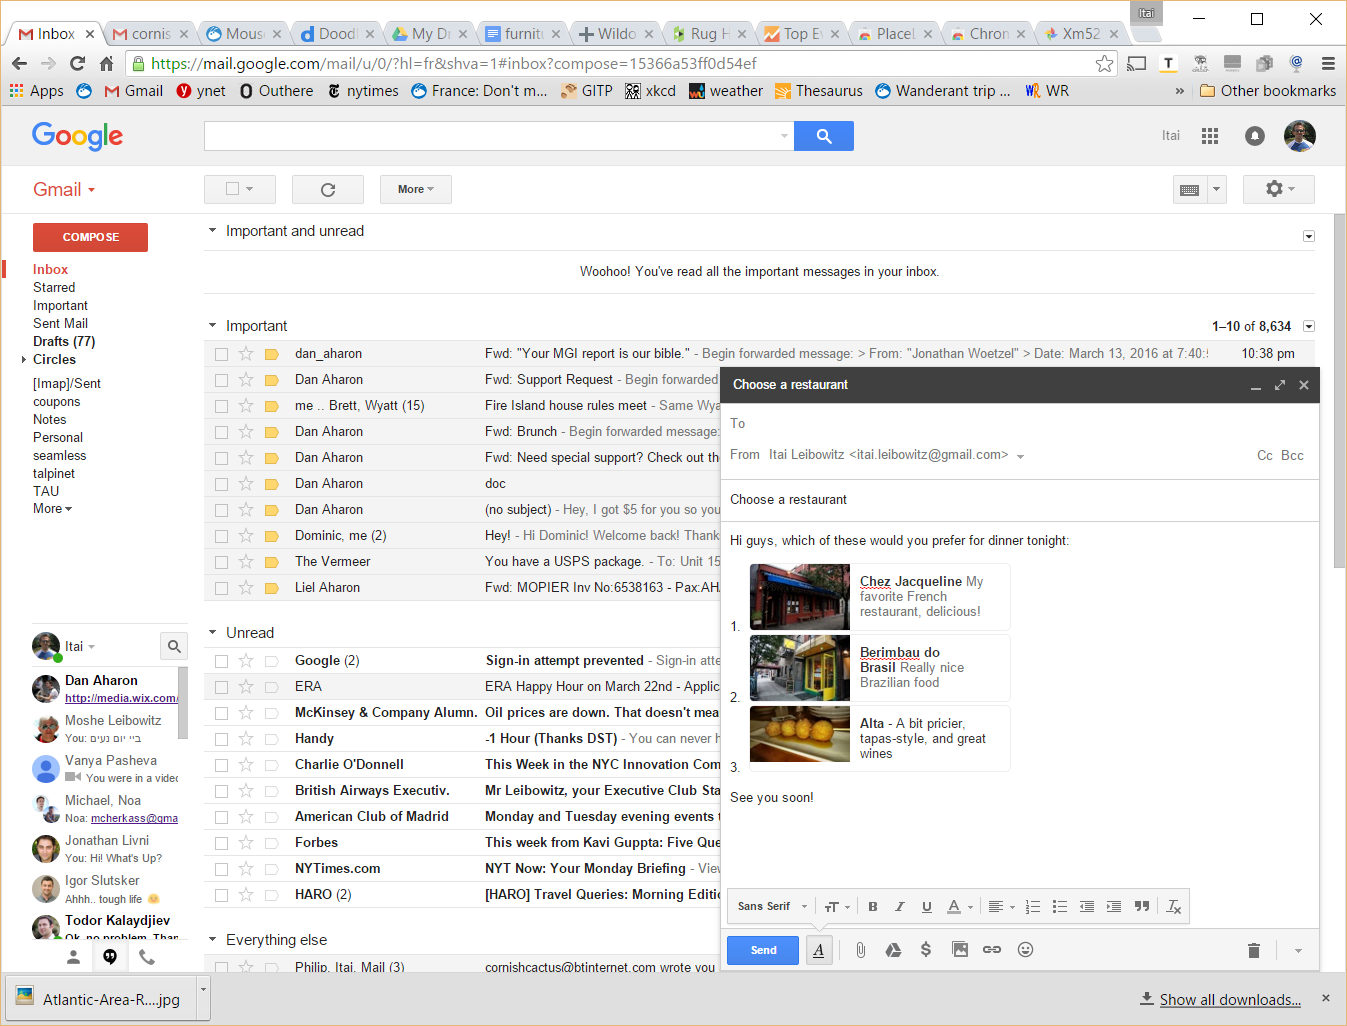 Itai
Inbox
cornis
Mouse
Dood
My Dr
furnitu
Wildo
Rug H
Top E
Place
Chron
Xm52
https://mail.google.com/mail/u/0/?hl=fr&shva=1#inbox?compose=15366a53ff0d54ef
Apps
Gmail
ynet
Outhere
nytimes
France: Don't m...
GITP
xkcd
weather
Thesaurus
Wanderant trip ...
WR
»
Other bookmarks
Google
Itai
Gmail
More
COMPOSE
Important and unread
Woohoo! You've read all the important messages in your inbox.
Inbox
Starred
Important
Sent Mail
Drafts (77)
Circles
[Imap]/Sent
coupons
Notes
Personal
seamless
talpinet
TAU
More
Important
1–10 of 8,634
dan_aharon Fwd: "Your MGI report is our bible." - Begin forwarded message: > From: "Jonathan Woetzel" > Date: March 13, 2016 at 7:40:5 10:38 pm
Dan Aharon Fwd: Support Request - Begin forwarded
me .. Brett, Wyatt (15) Fire Island house rules meet - Same Wya
Dan Aharon Fwd: Brunch - Begin forwarded message:
Dan Aharon Fwd: Need special support? Check out the
Dan Aharon doc
Dan Aharon (no subject) - Hey, I got $5 for you so you
Dominic, me (2) Hey! - Hi Dominic! Welcome back! Thank
The Vermeer You have a USPS package. - To: Unit 15
Liel Aharon Fwd: MOPIER Inv No:6538163 - Pax:AHA
Unread
Google (2) Sign-in attempt prevented - Sign-in atte
ERA ERA Happy Hour on March 22nd - Applic
McKinsey & Company Alumn. Oil prices are down. That doesn't mea
Handy -1 Hour (Thanks DST) - You can never h
Charlie O'Donnell This Week in the NYC Innovation Com
British Airways Executiv. Mr Leibowitz, your Executive Club Sta
American Club of Madrid Monday and Tuesday evening events t
Forbes This week from Kavi Guppta: Five Que
NYTimes.com NYT Now: Your Monday Briefing - View
HARO (2) [HARO] Travel Queries: Morning Editio
Everything else
Philip, Itai, Mail (3) cornishcactus@btinternet.com wrote you
Itai
Dan Aharon
http://media.wix.com/
Moshe Leibowitz
You: ביי יום נעים
Vanya Pasheva
You were in a video
Michael, Noa
Noa: mcherkass@gma
Jonathan Livni
You: Hi! What's Up?
Igor Slutsker
Ahhh.. tough life
Todor Kalaydjiev
Ok, no problem. Than
Choose a restaurant
To
From Itai Leibowitz <itai.leibowitz@gmail.com>
Cc Bcc
Choose a restaurant
Hi guys, which of these would you prefer for dinner tonight:
1.
Chez Jacqueline My
favorite French
restaurant, delicious!
2.
Berimbau do
Brasil Really nice
Brazilian food
3.
Alta - A bit pricier,
tapas-style, and great
wines
See you soon!
Sans Serif
Send
Atlantic-Area-R....jpg
Show all downloads...